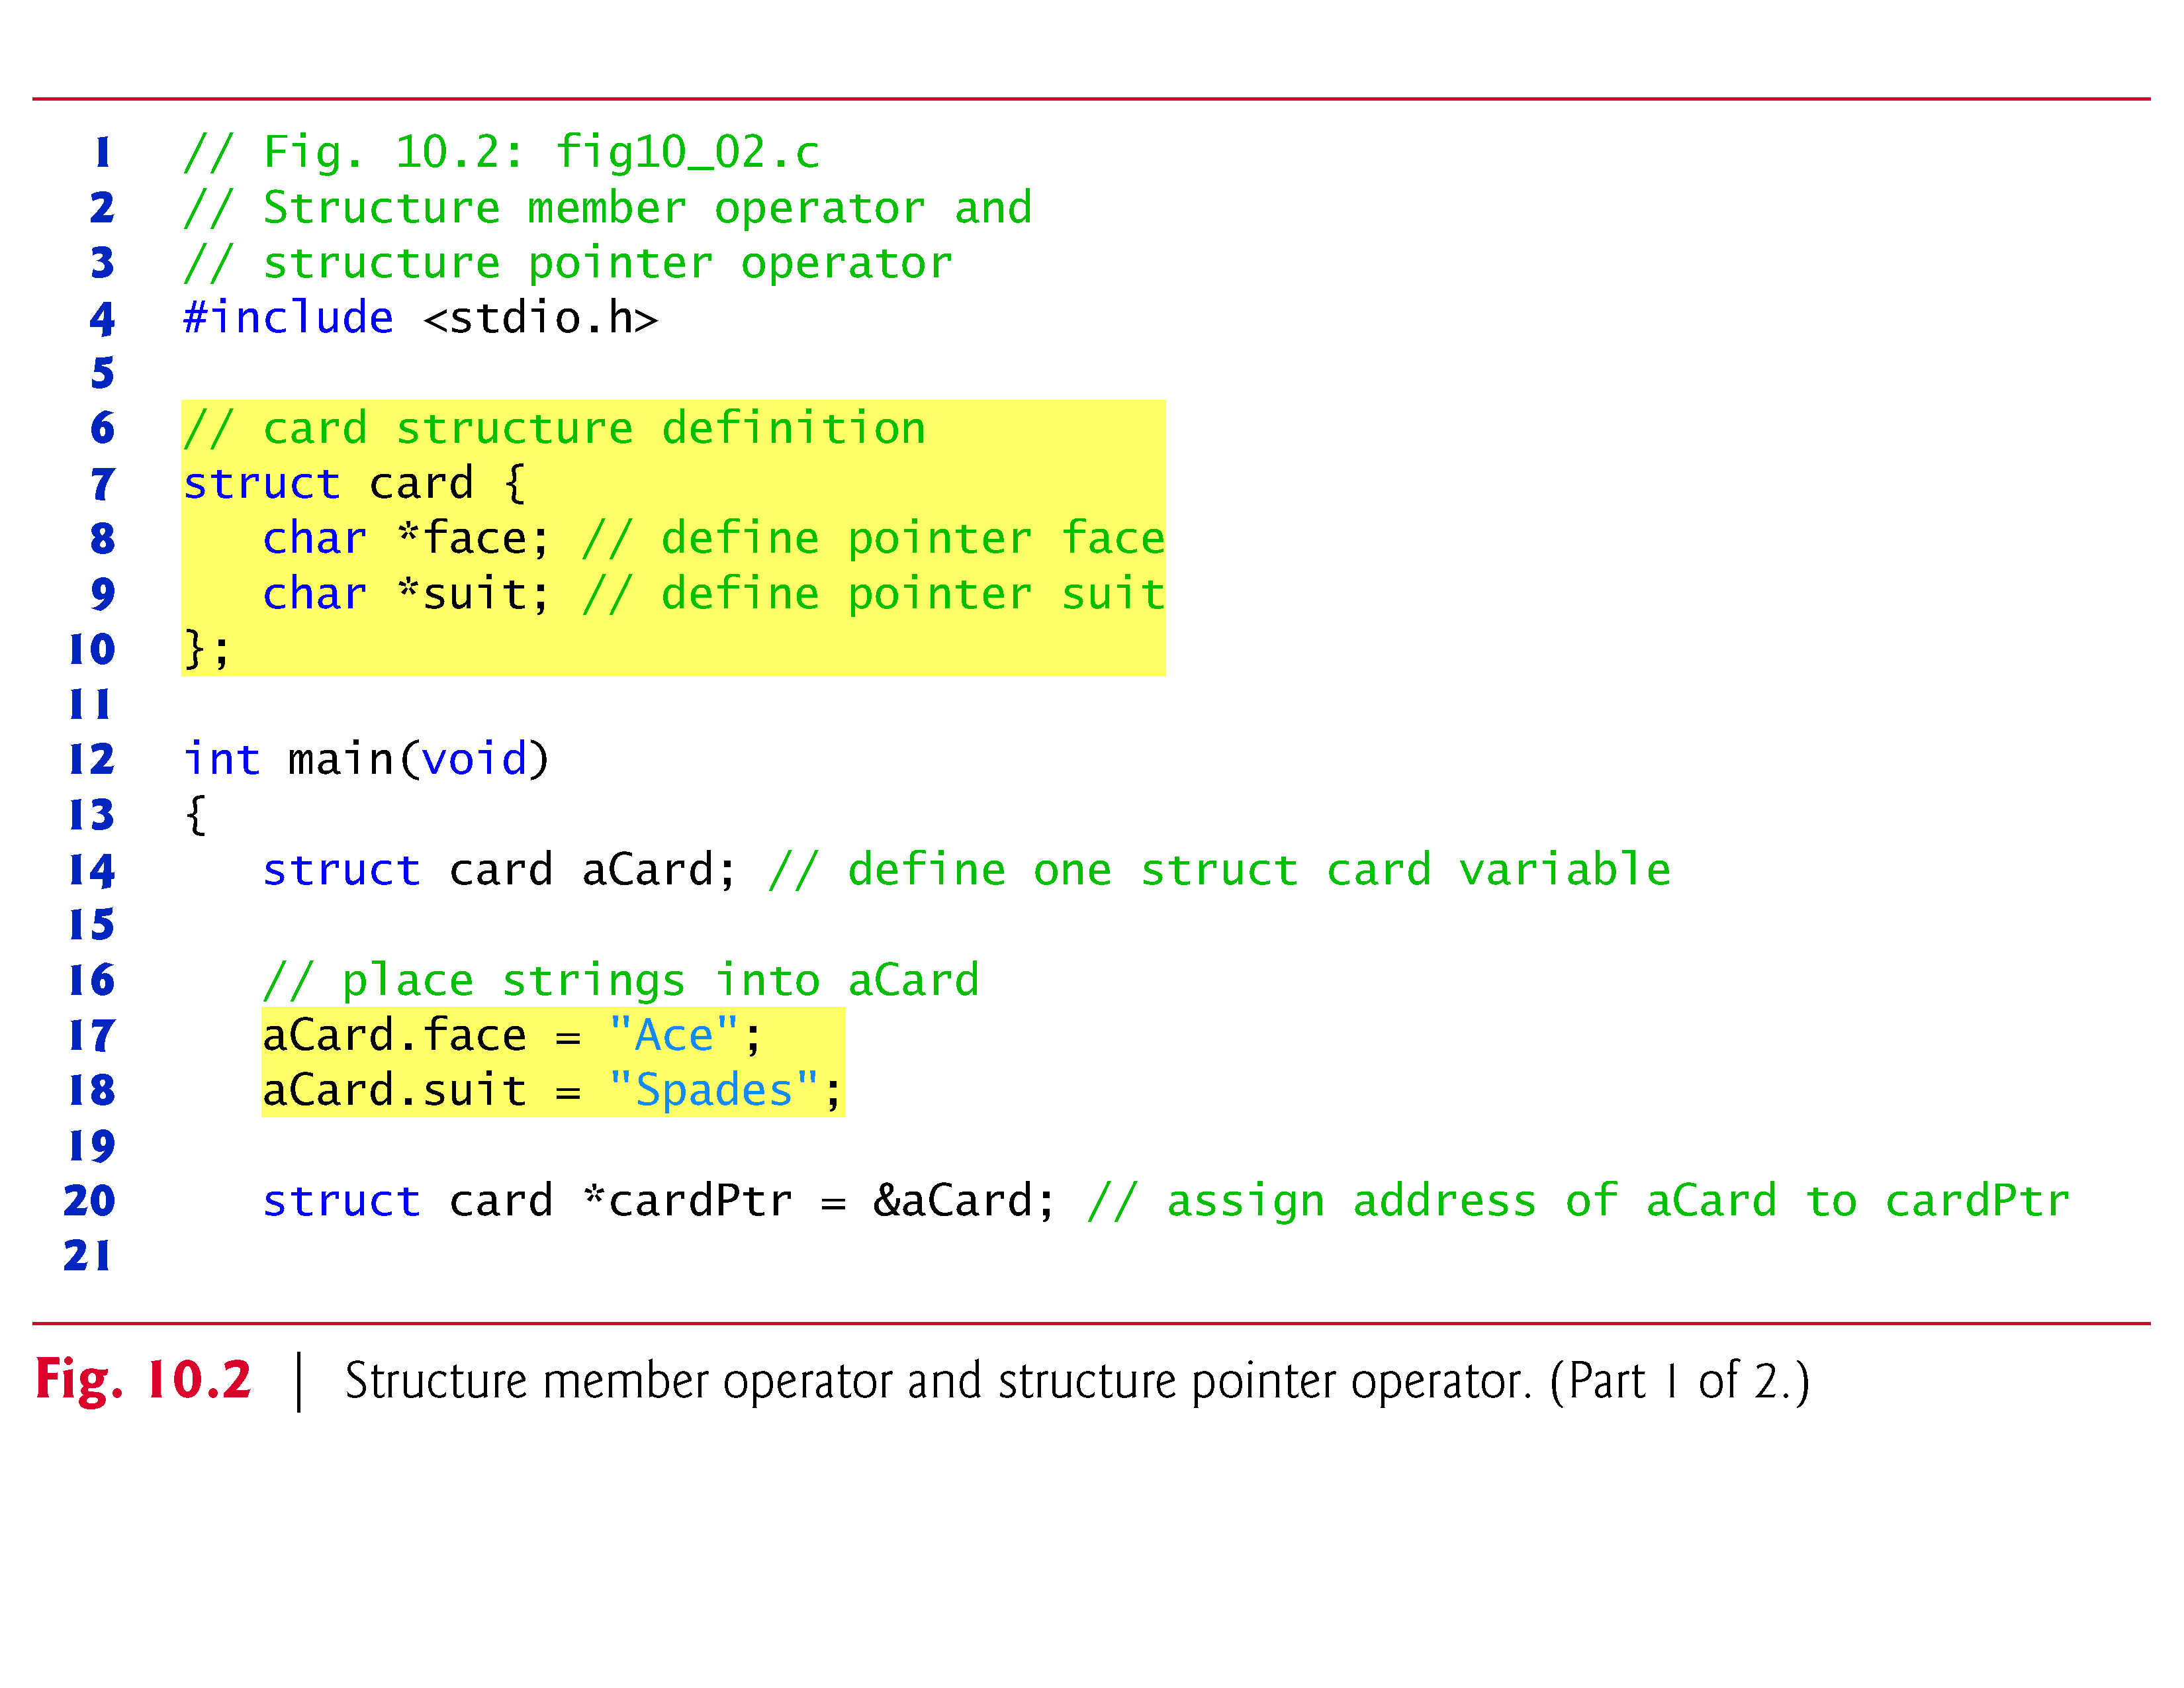 1 // Fig. 10.2: fig10_02.c
2 // Structure member operator and
3 // structure pointer operator
4 #include <stdio.h>
5
6 // card structure definition
7 struct card {
8    char *face; // define pointer face
9    char *suit; // define pointer suit
10 };
11
12 int main(void)
13 {
14    struct card aCard; // define one struct card variable
15
16    // place strings into aCard
17    aCard.face = "Ace";
18    aCard.suit = "Spades";
19
20    struct card *cardPtr = &aCard; // assign address of aCard to cardPtr
21
Fig. 10.2 | Structure member operator and structure pointer operator. (Part 1 of 2.)